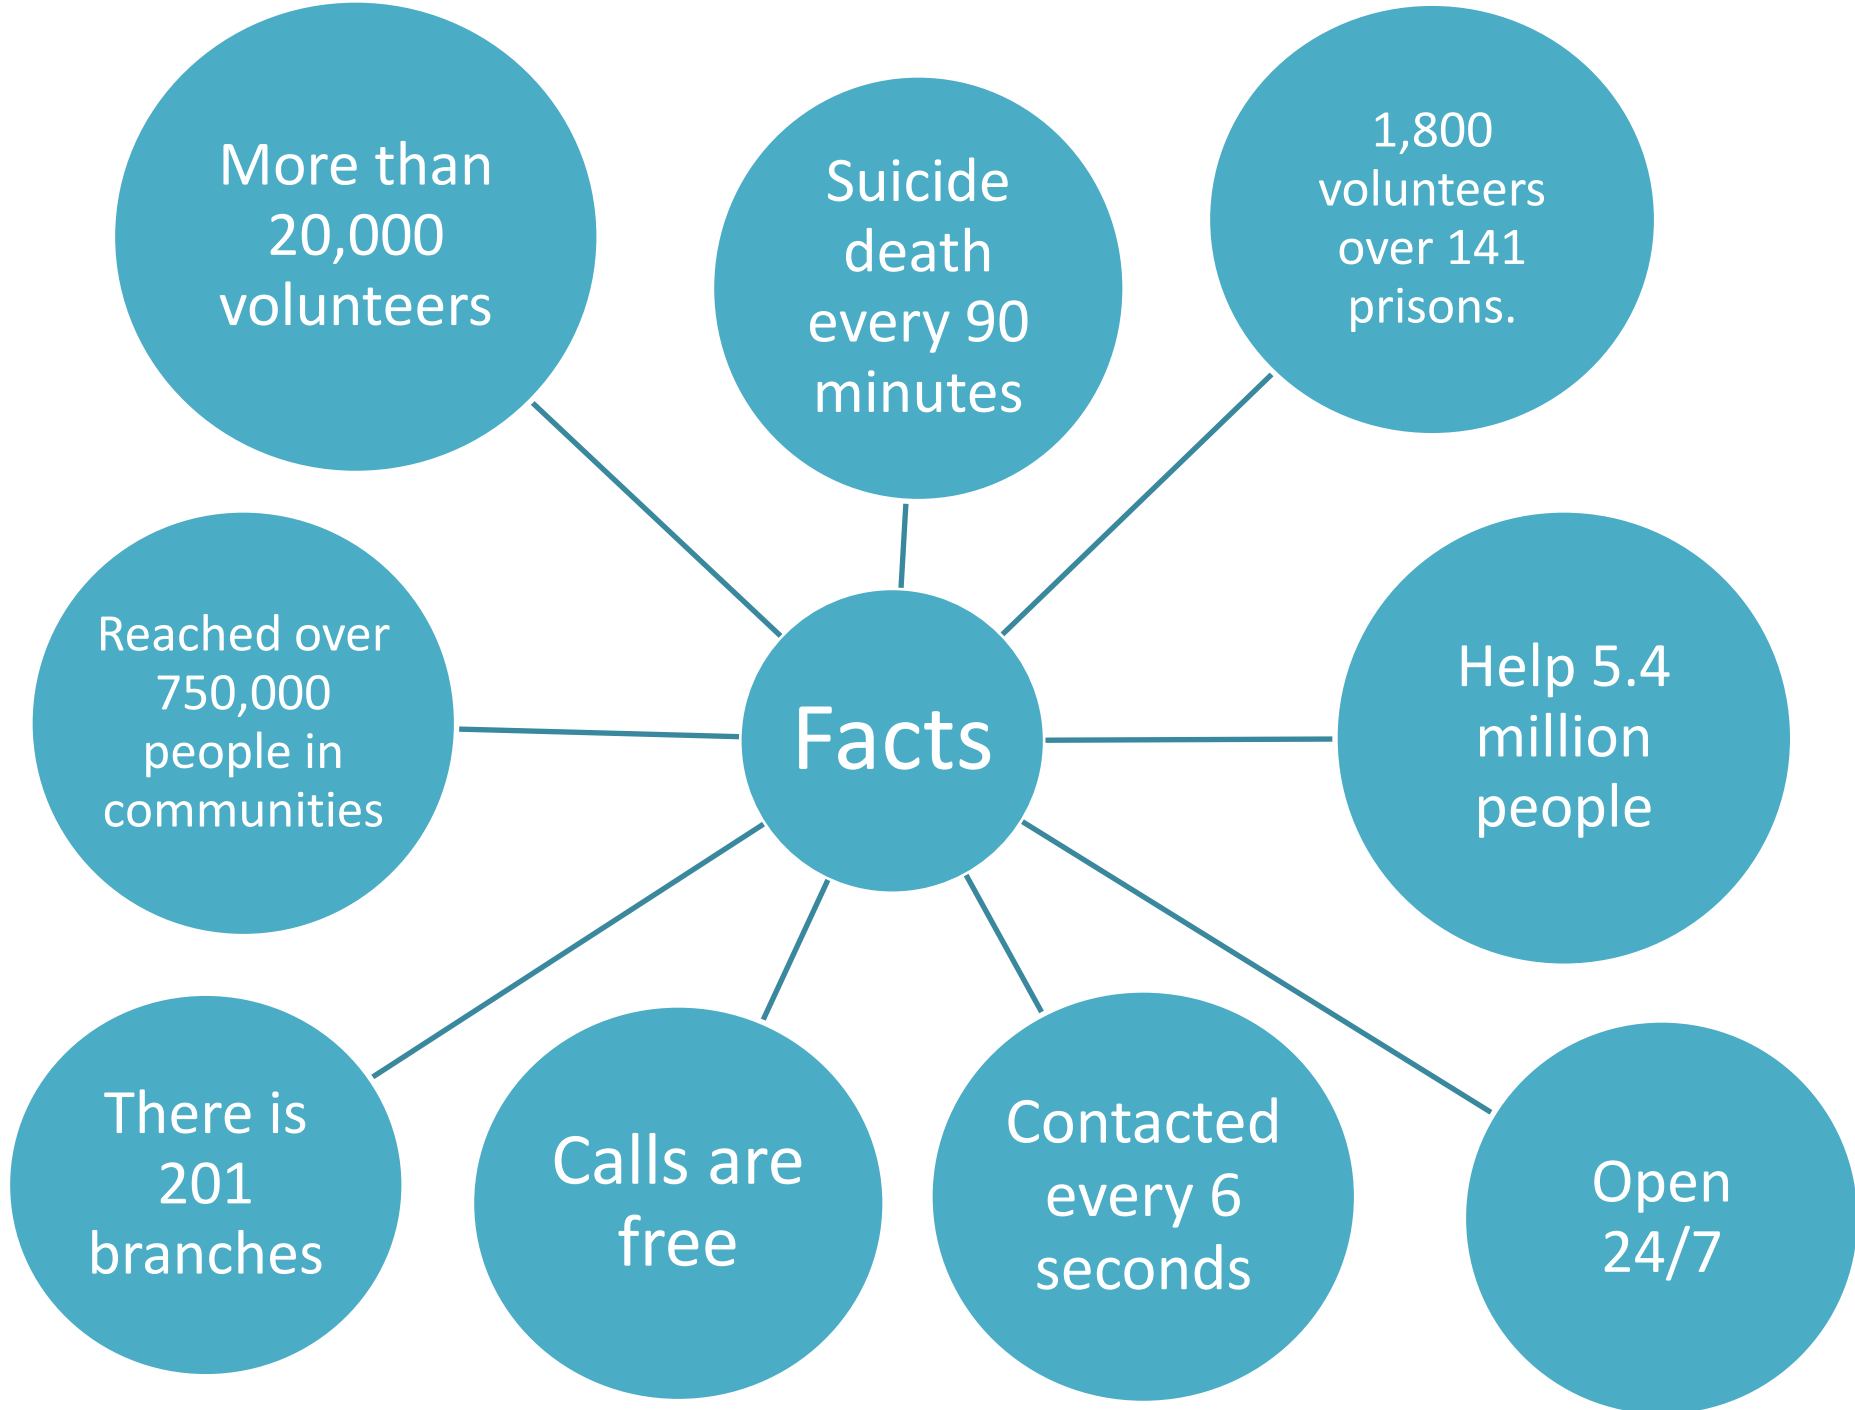 More than
20,000
volunteers
Suicide
death
every 90
minutes
1,800
volunteers
over 141
prisons.
Reached over
750,000
people in
communities
Facts
Help 5.4
million
people
There is
201
branches
Calls are
free
Contacted
every 6
seconds
Open
24/7